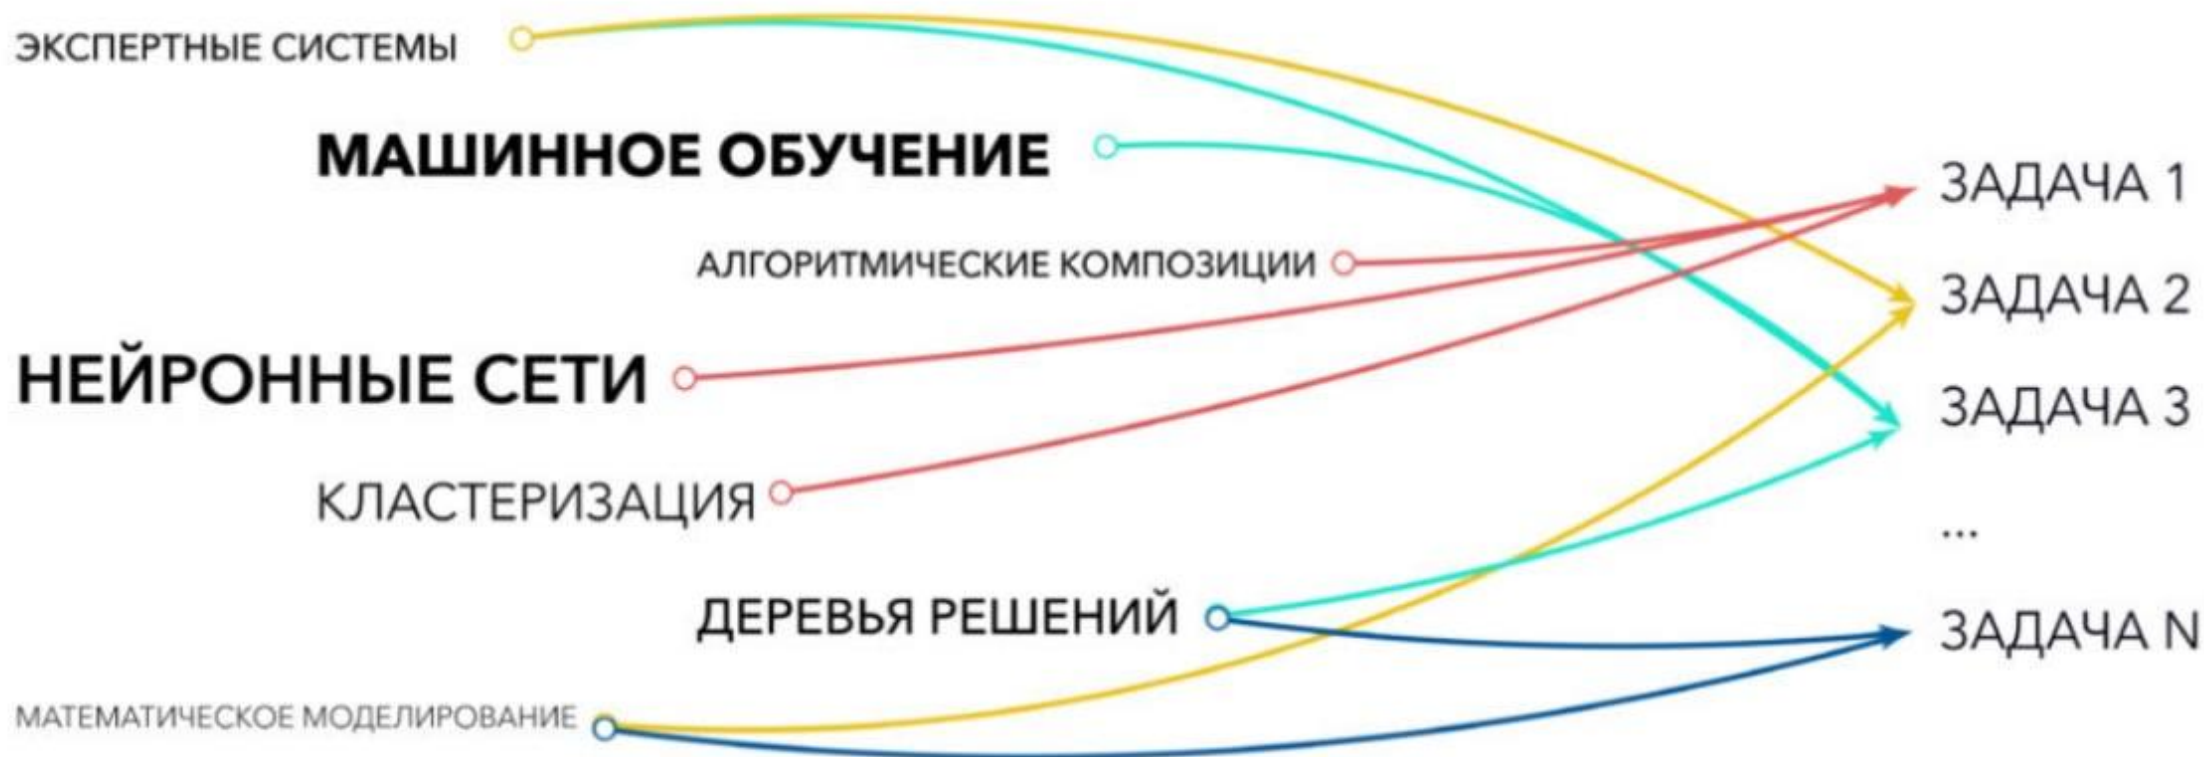 ЭКСПЕРТНЫЕ СИСТЕМЫ
МАШИННОЕ ОБУЧЕНИЕ
АЛГОРИТМИЧЕСКИЕ КОМПОЗИЦИИ
НЕЙРОННЫЕ СЕТИ
КЛАСТЕРИЗАЦИЯ
ДЕРЕВЬЯ РЕШЕНИЙ
МАТЕМАТИЧЕСКОЕ МОДЕЛИРОВАНИЕ
ЗАДАЧА 1
ЗАДАЧА 2
ЗАДАЧА 3
...
ЗАДАЧА N